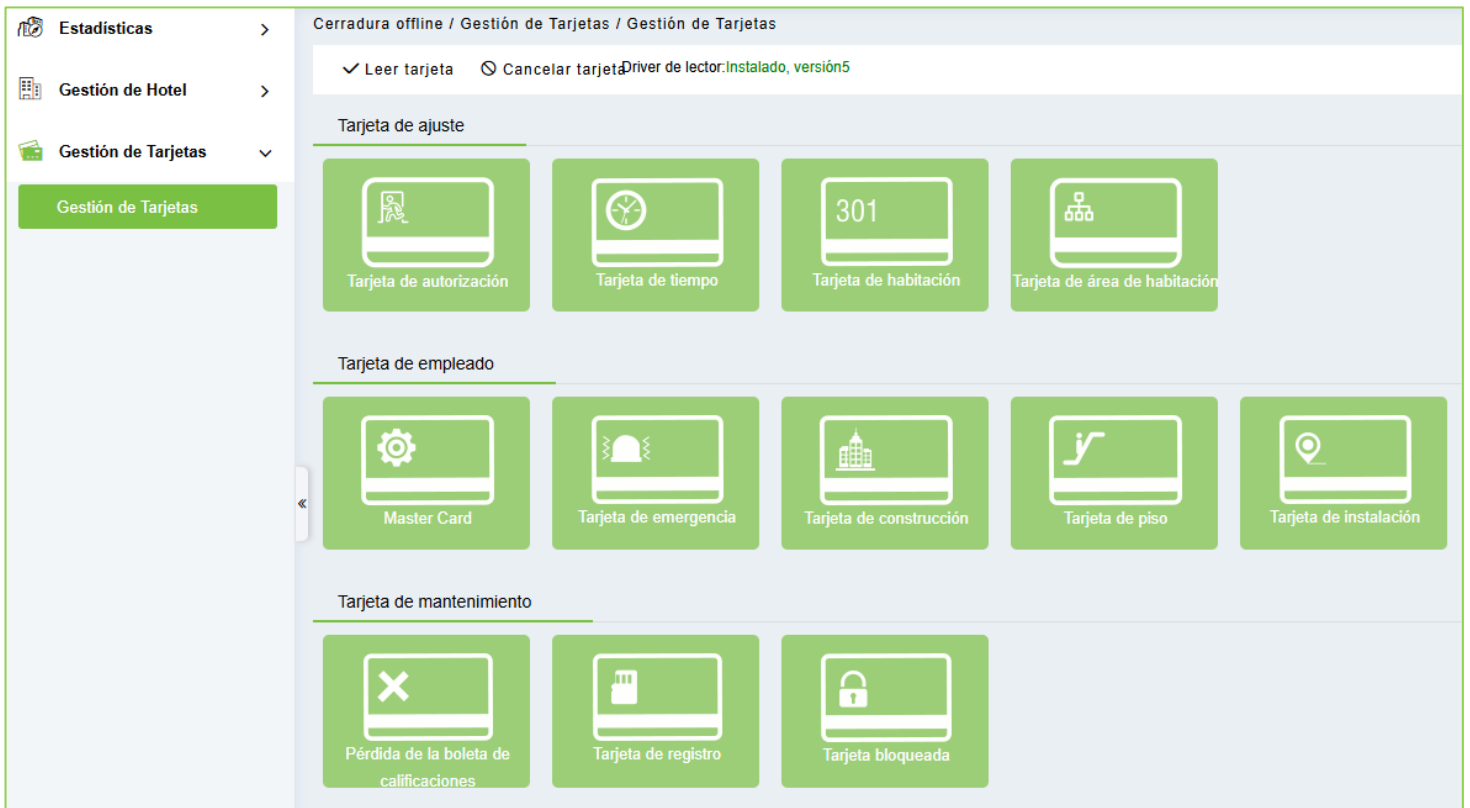 Estadísticas
Gestión de Hotel
Gestión de Tarjetas
Gestión de Tarjetas
Cerradura offline / Gestión de Tarjetas / Gestión de Tarjetas
Leer tarjeta Cancelar tarjeta Driver de lector:Instalado, versión5
Tarjeta de ajuste
301
Tarjeta de autorización Tarjeta de tiempo Tarjeta de habitación Tarjeta de área de habitación
Tarjeta de empleado
Master Card Tarjeta de emergencia Tarjeta de construcción Tarjeta de piso Tarjeta de instalación
Tarjeta de mantenimiento
Pérdida de la boleta de calificaciones Tarjeta de registro Tarjeta bloqueada